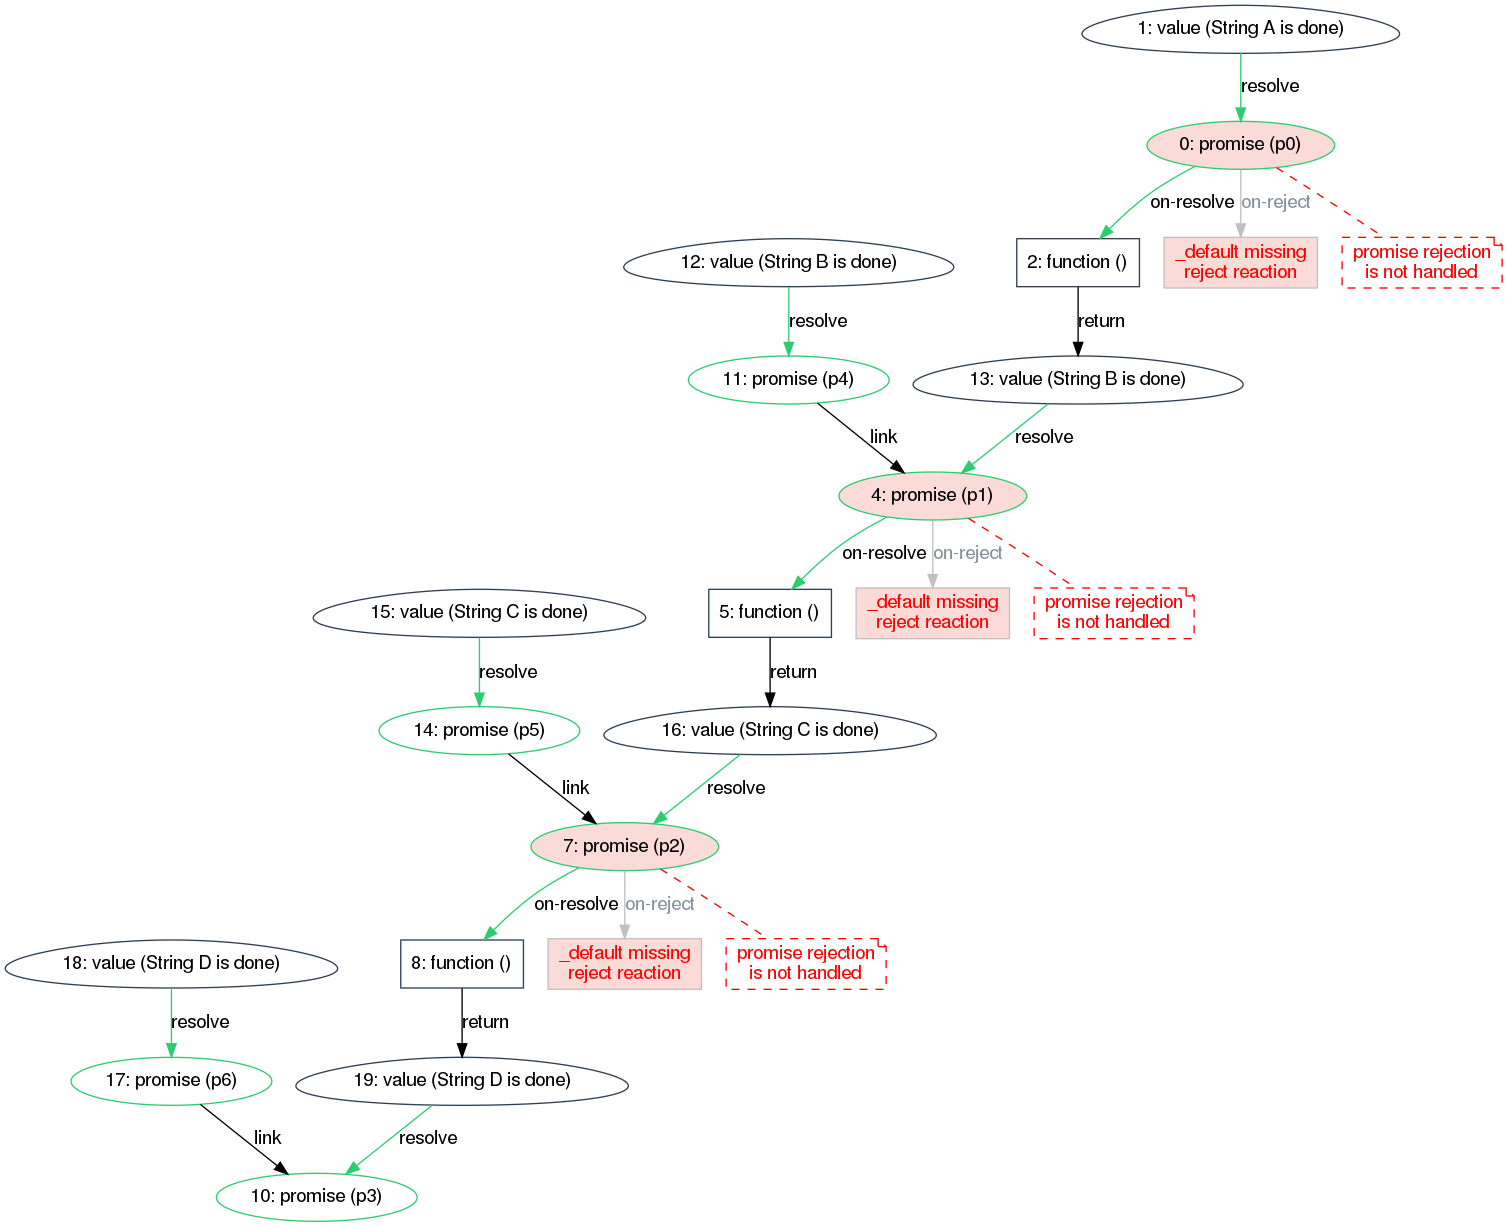 1: value (String A is done)
resolve
0: promise (p0)
on-resolve
on-reject
12: value (String B is done)
2: function ()
_default missing
reject reaction
promise rejection
is not handled
resolve
return
11: promise (p4)
13: value (String B is done)
link
resolve
4: promise (p1)
on-resolve
on-reject
15: value (String C is done)
5: function ()
_default missing
reject reaction
promise rejection
is not handled
resolve
return
14: promise (p5)
16: value (String C is done)
link
resolve
7: promise (p2)
on-resolve
on-reject
18: value (String D is done)
8: function ()
_default missing
reject reaction
promise rejection
is not handled
resolve
return
17: promise (p6)
19: value (String D is done)
link
resolve
10: promise (p3)